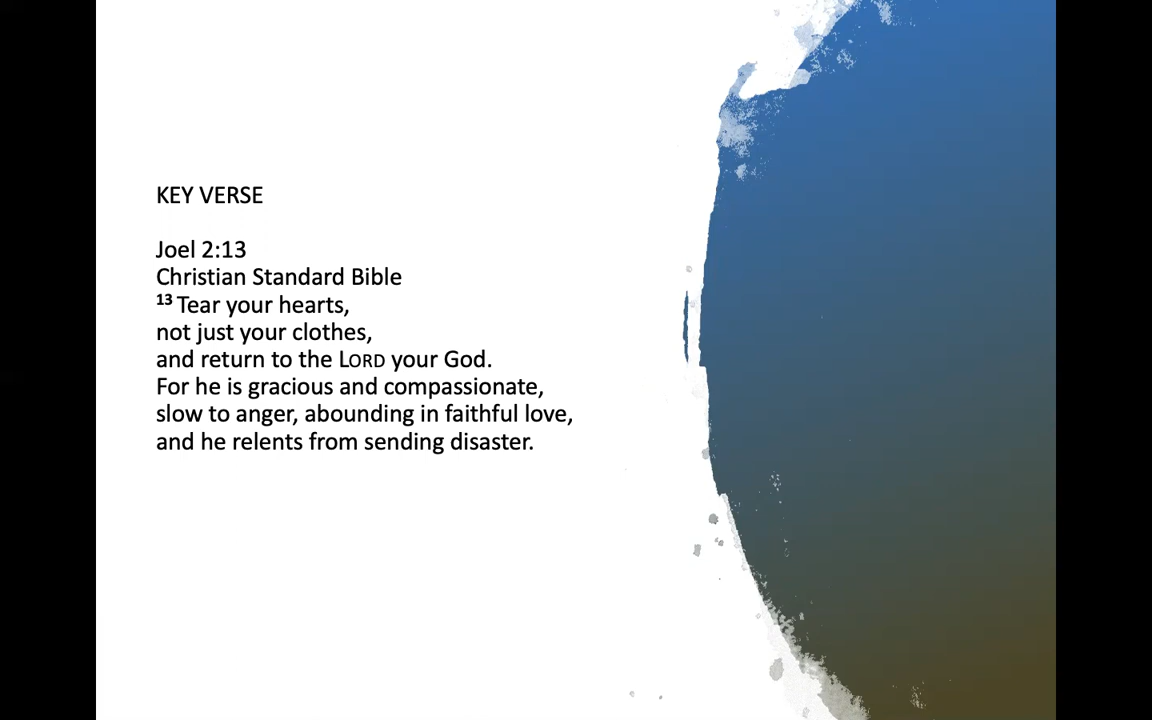 KEY VERSE
Joel 2:13
Christian Standard Bible
13 Tear your hearts,
not just your clothes,
and return to the LORD your God.
For he is gracious and compassionate,
slow to anger, abounding in faithful love,
and he relents from sending disaster.